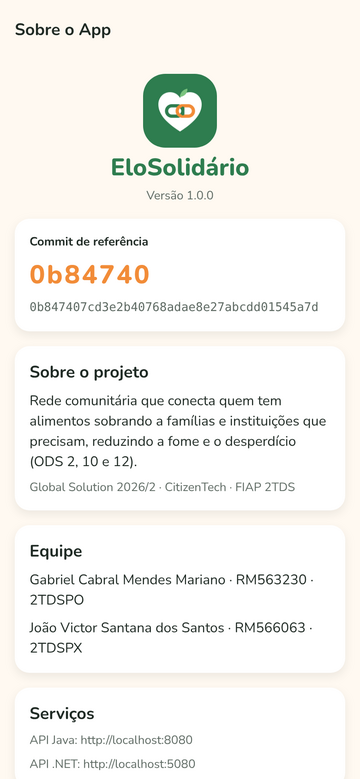 Sobre o App
EloSolidário
Versão 1.0.0
Commit de referência
0b84740
0b847407cd3e2b40768adae8e27abcdd01545a7d
Sobre o projeto
Rede comunitária que conecta quem tem
alimentos sobrando a famílias e instituições que
precisam, reduzindo a fome e o desperdício
(ODS 2, 10 e 12).
Global Solution 2026/2 · CitizenTech · FIAP 2TDS
Equipe
Gabriel Cabral Mendes Mariano · RM563230 ·
2TDSPO
João Victor Santana dos Santos · RM566063 ·
2TDSPX
Serviços
API Java: http://localhost:8080
API .NET: http://localhost:5080